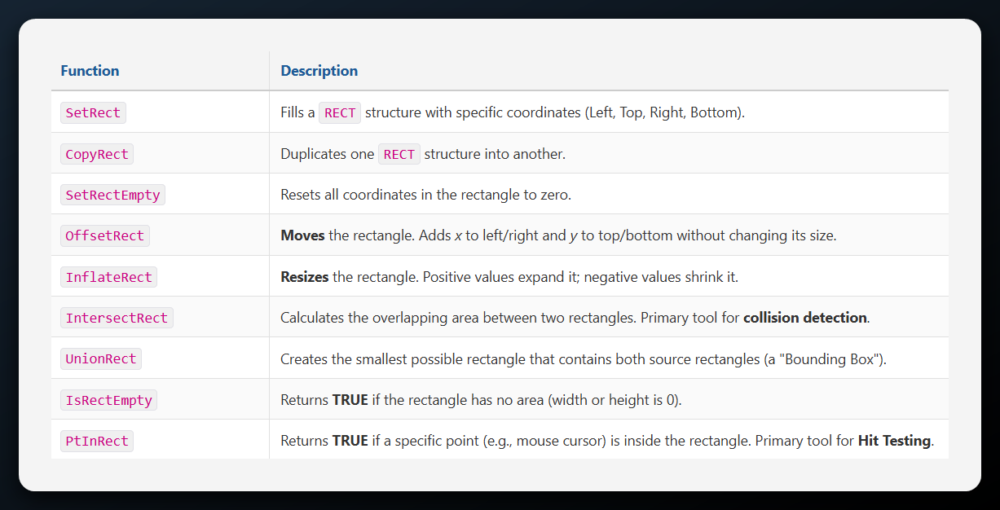 Function Description
SetRect Fills a RECT structure with specific coordinates (Left, Top, Right, Bottom).
CopyRect Duplicates one RECT structure into another.
SetRectEmpty Resets all coordinates in the rectangle to zero.
OffsetRect Moves the rectangle. Adds x to left/right and y to top/bottom without changing its size.
InflateRect Resizes the rectangle. Positive values expand it; negative values shrink it.
IntersectRect Calculates the overlapping area between two rectangles. Primary tool for collision detection.
UnionRect Creates the smallest possible rectangle that contains both source rectangles (a "Bounding Box").
IsRectEmpty Returns TRUE if the rectangle has no area (width or height is 0).
PtInRect Returns TRUE if a specific point (e.g., mouse cursor) is inside the rectangle. Primary tool for Hit Testing.